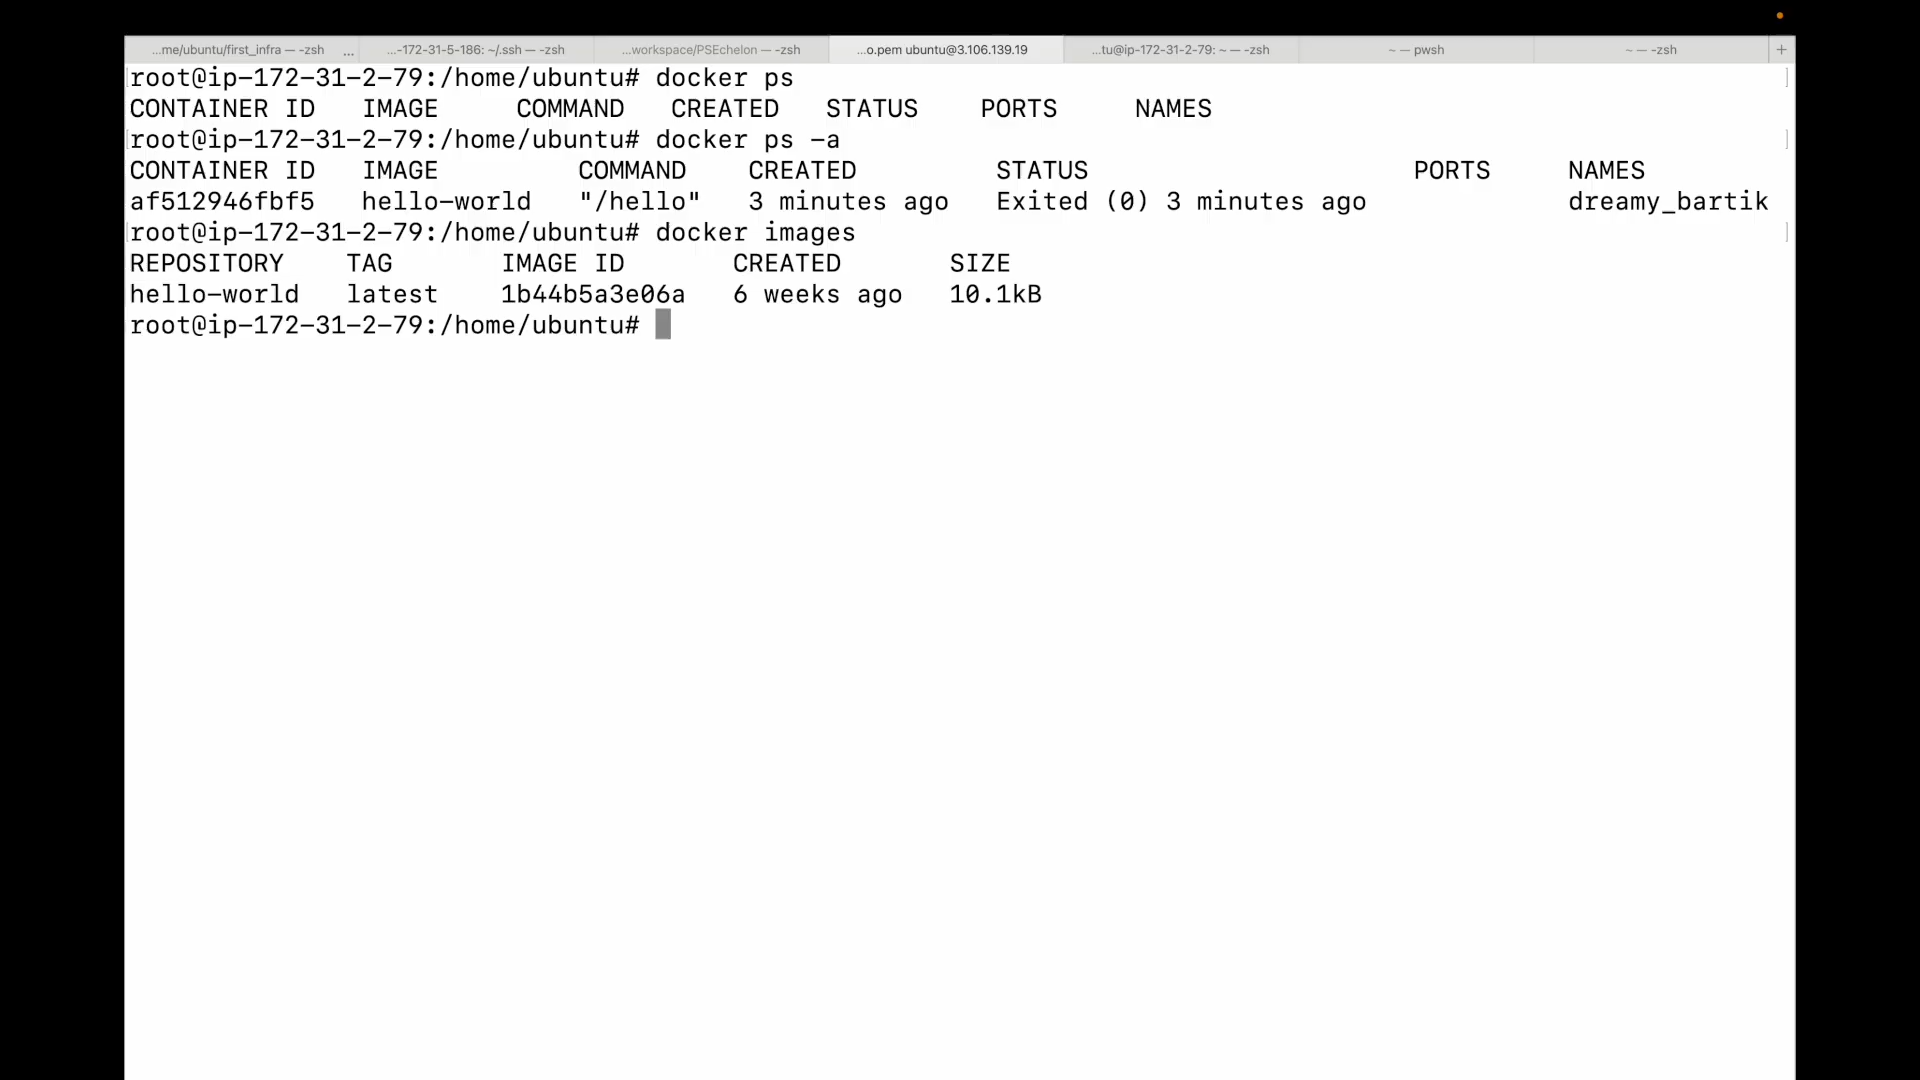 ...me/ubuntu/first_infra — -zsh ... ...-172-31-5-186: ~/.ssh — -zsh ...workspace/PSEchelon — -zsh ...o.pem ubuntu@3.106.139.19 ...tu@ip-172-31-2-79: ~ — -zsh ~ — pwsh ~ — -zsh +
root@ip-172-31-2-79:/home/ubuntu# docker ps
CONTAINER ID   IMAGE     COMMAND   CREATED   STATUS    PORTS     NAMES
root@ip-172-31-2-79:/home/ubuntu# docker ps -a
CONTAINER ID   IMAGE         COMMAND    CREATED         STATUS                     PORTS     NAMES
af512946fbf5   hello-world   "/hello"   3 minutes ago   Exited (0) 3 minutes ago             dreamy_bartik
root@ip-172-31-2-79:/home/ubuntu# docker images
REPOSITORY    TAG       IMAGE ID       CREATED       SIZE
hello-world   latest    1b44b5a3e06a   6 weeks ago   10.1kB
root@ip-172-31-2-79:/home/ubuntu#